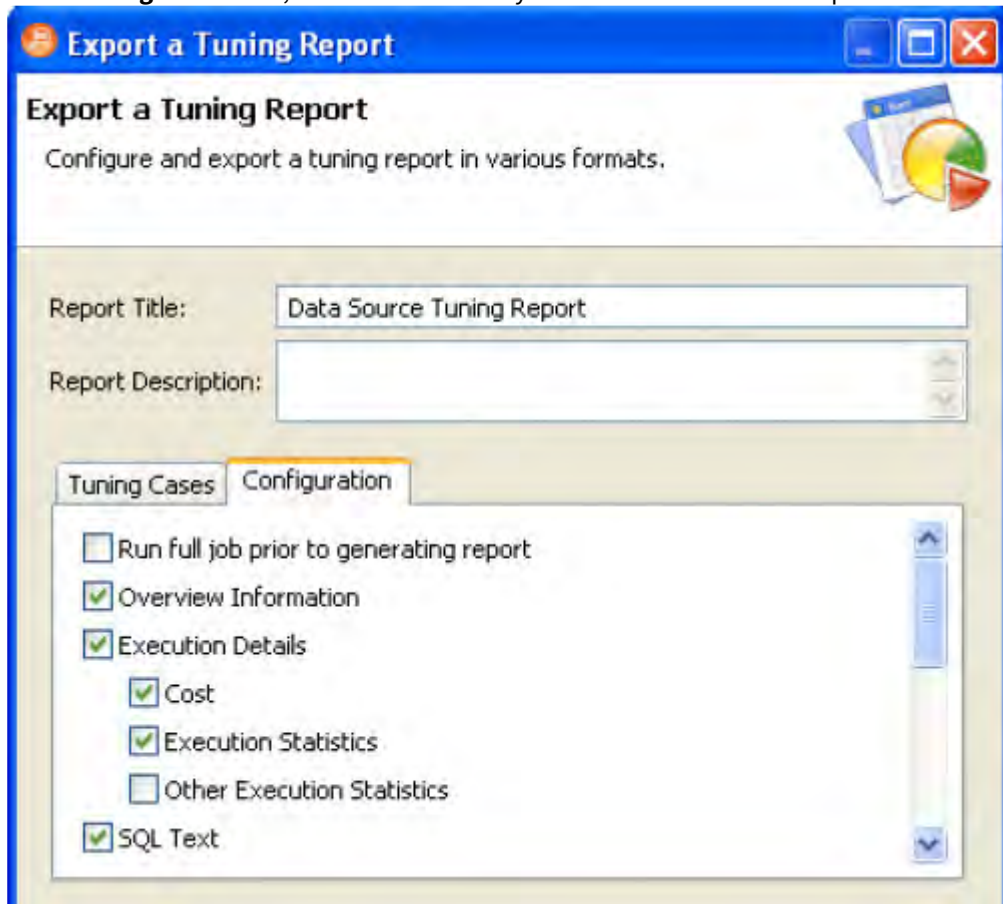 Export a Tuning Report
Export a Tuning Report
Configure and export a tuning report in various formats.
Report Title: Data Source Tuning Report
Report Description:
Tuning Cases Configuration
Run full job prior to generating report
Overview Information
Execution Details
Cost
Execution Statistics
Other Execution Statistics
SQL Text